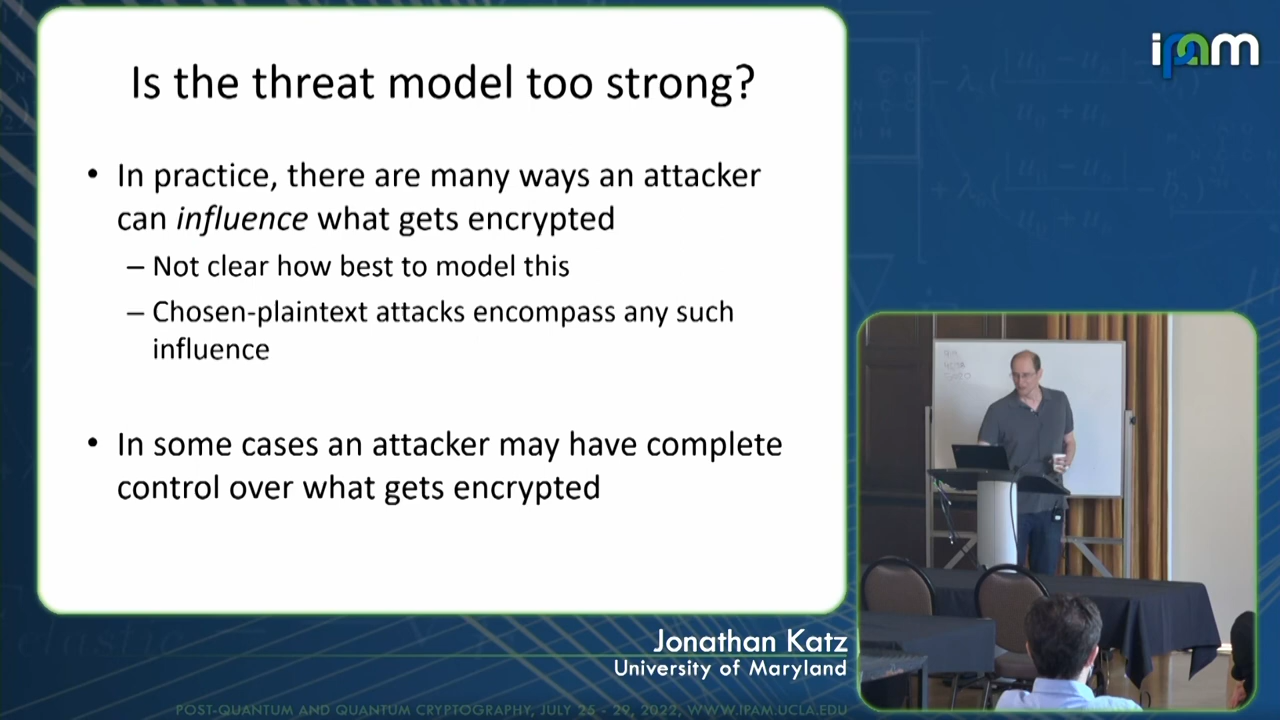 ipam
Is the threat model too strong?
• In practice, there are many ways an attacker
can influence what gets encrypted
– Not clear how best to model this
– Chosen-plaintext attacks encompass any such
influence
• In some cases an attacker may have complete
control over what gets encrypted
Jonathan Katz
University of Maryland
POST-QUANTUM AND QUANTUM CRYPTOGRAPHY, JULY 25 - 29, 2022, WWW.IPAM.UCLA.EDU